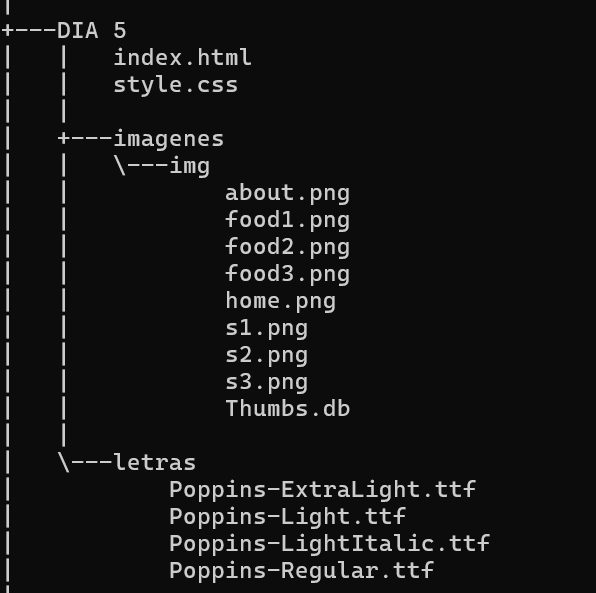 +---DIA 5
|   |   index.html
|   |   style.css
|   |
|   +---imagenes
|   |   \---img
|   |           about.png
|   |           food1.png
|   |           food2.png
|   |           food3.png
|   |           home.png
|   |           s1.png
|   |           s2.png
|   |           s3.png
|   |           Thumbs.db
|   |
|   \---letras
|           Poppins-ExtraLight.ttf
|           Poppins-Light.ttf
|           Poppins-LightItalic.ttf
|           Poppins-Regular.ttf